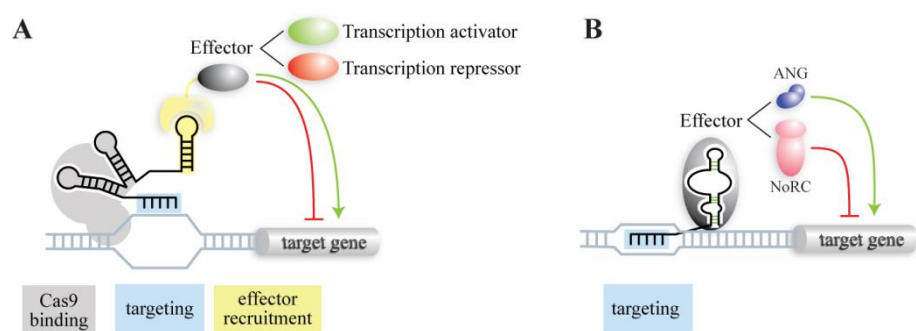 A
Effector
Transcription activator
Transcription repressor
target gene
Cas9
binding
targeting
effector
recruitment
B
ANG
Effector
NoRC
target gene
targeting